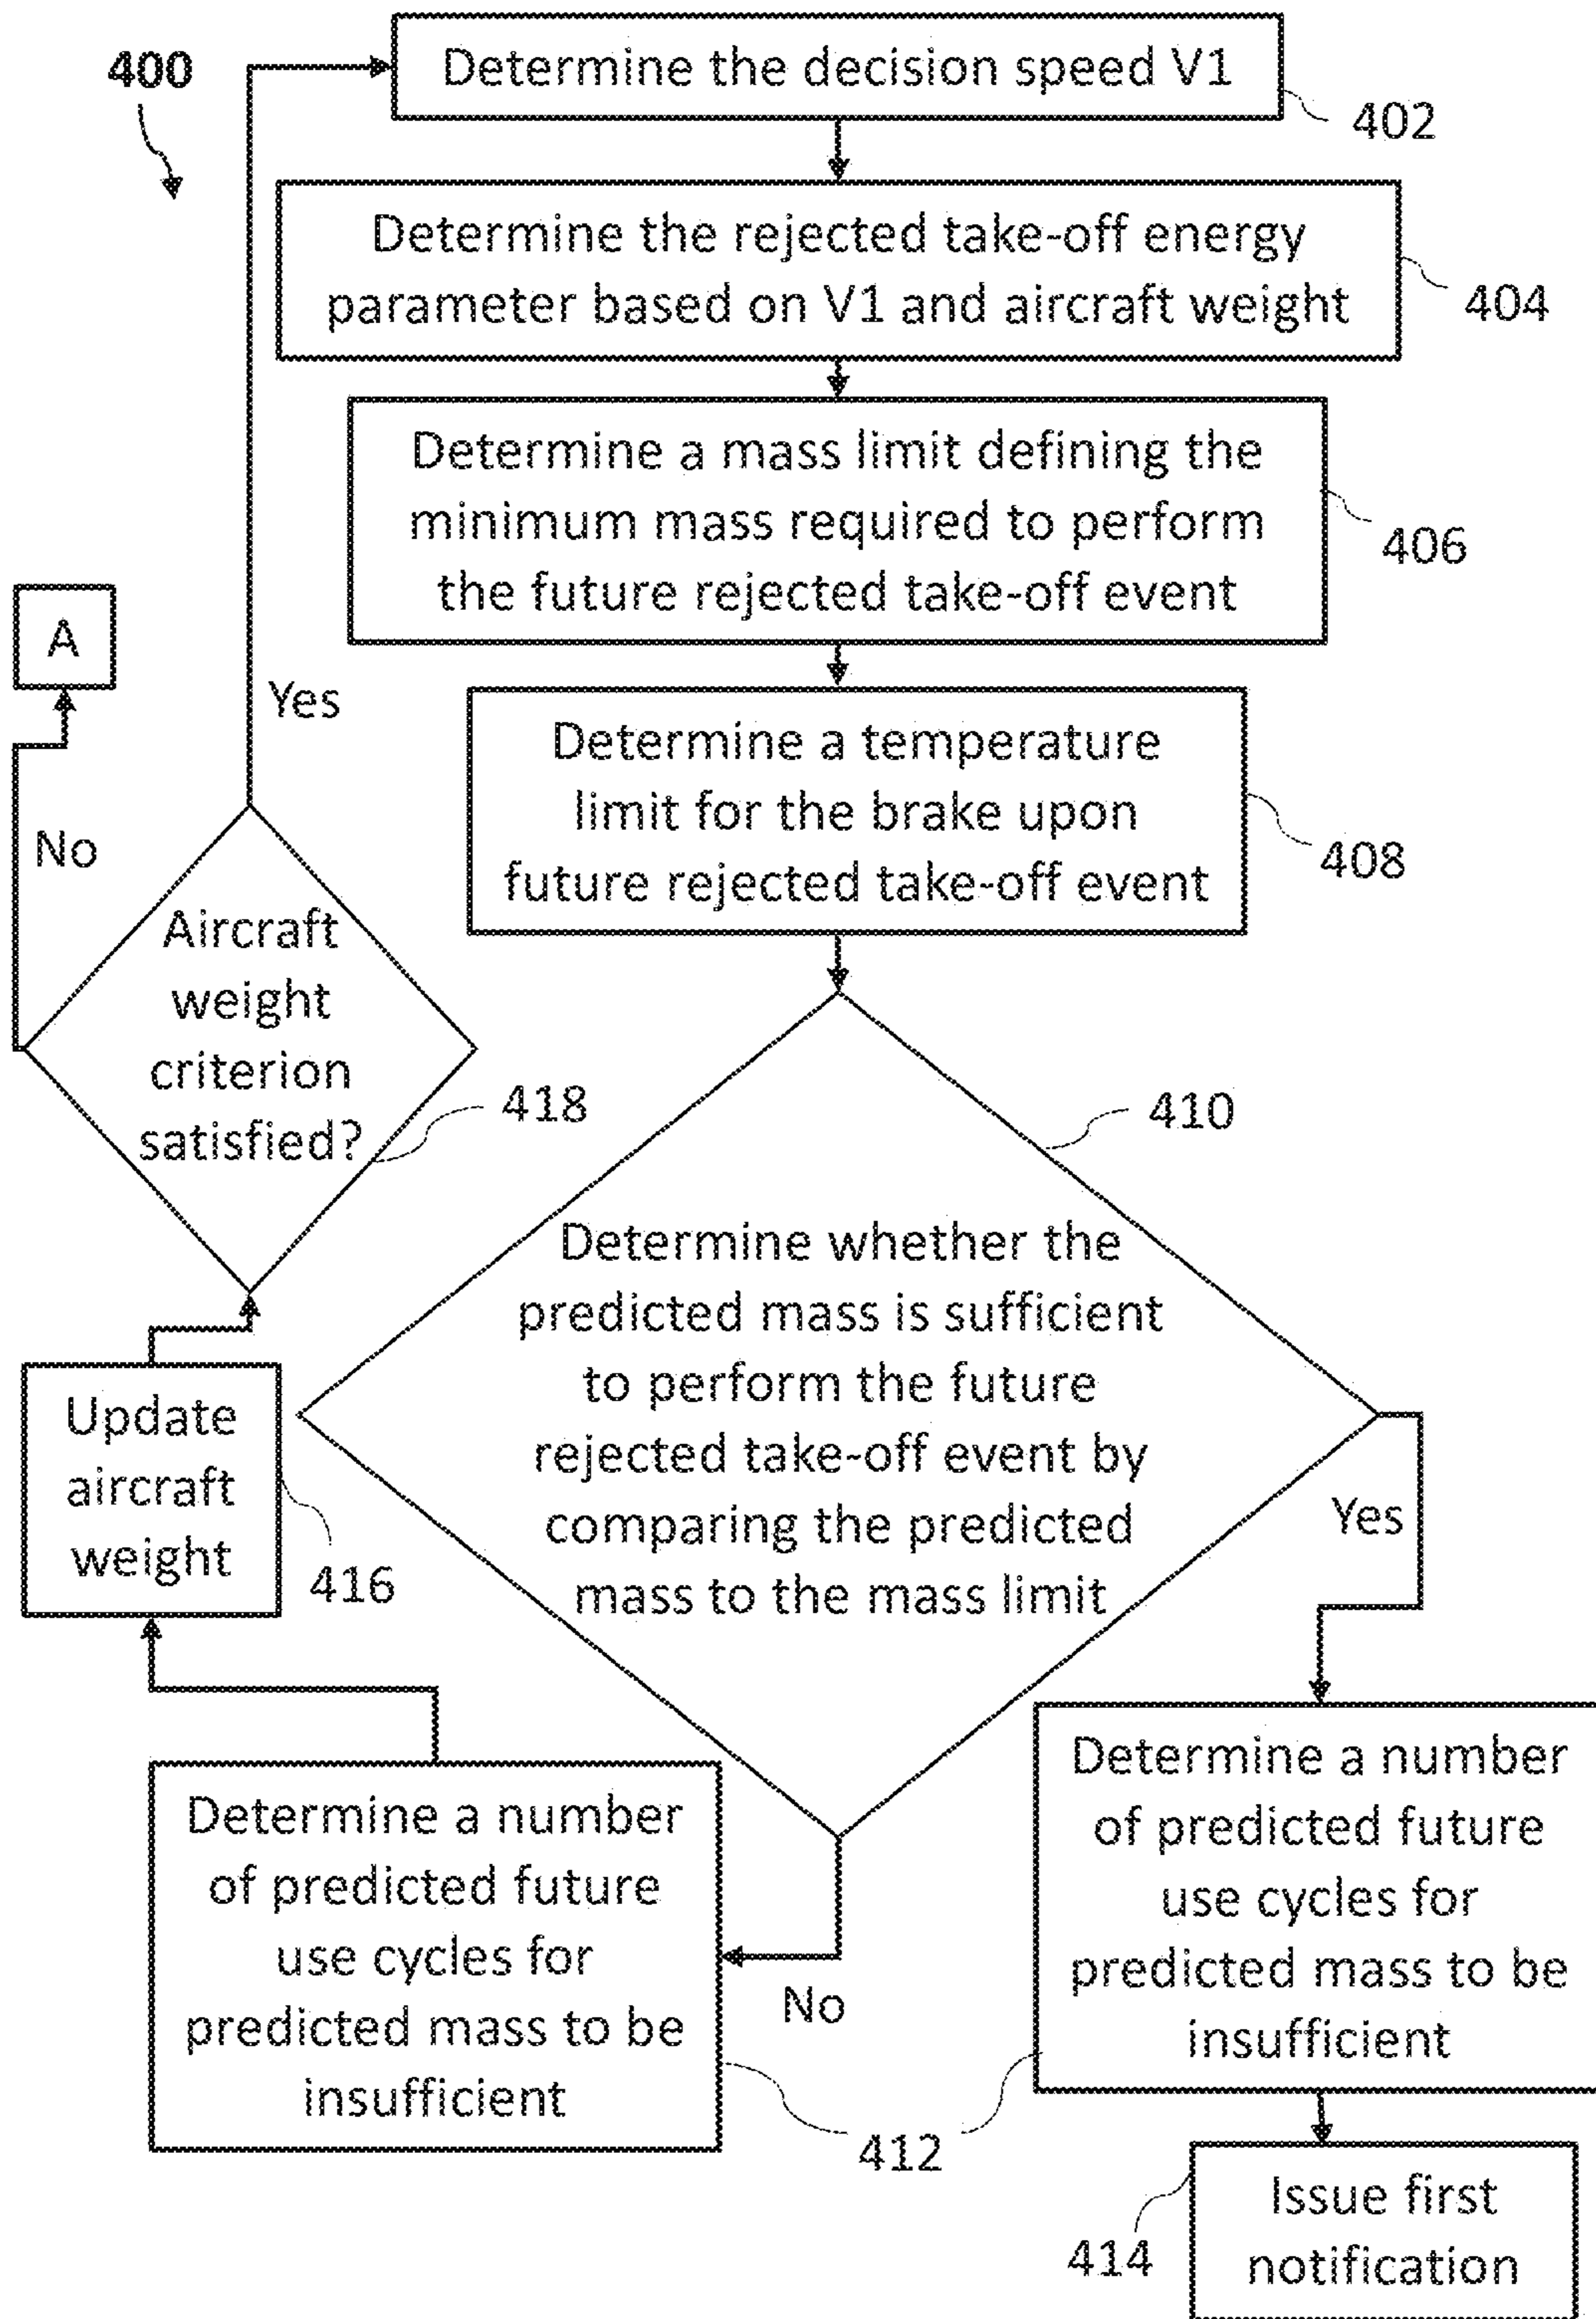 400
Determine the decision speed V1
402
Determine the rejected take-off energy
parameter based on V1 and aircraft weight
404
Determine a mass limit defining the
minimum mass required to perform
the future rejected take-off event
406
A
Yes
Determine a temperature
limit for the brake upon
future rejected take-off event
408
No
Aircraft
weight
criterion
satisfied?
418
410
Determine whether the
predicted mass is sufficient
to perform the future
rejected take-off event by
comparing the predicted
mass to the mass limit
Update
aircraft
weight
416
Yes
Determine a number
of predicted future
use cycles for
predicted mass to be
insufficient
No
Determine a number
of predicted future
use cycles for
predicted mass to be
insufficient
412
414
Issue first
notification